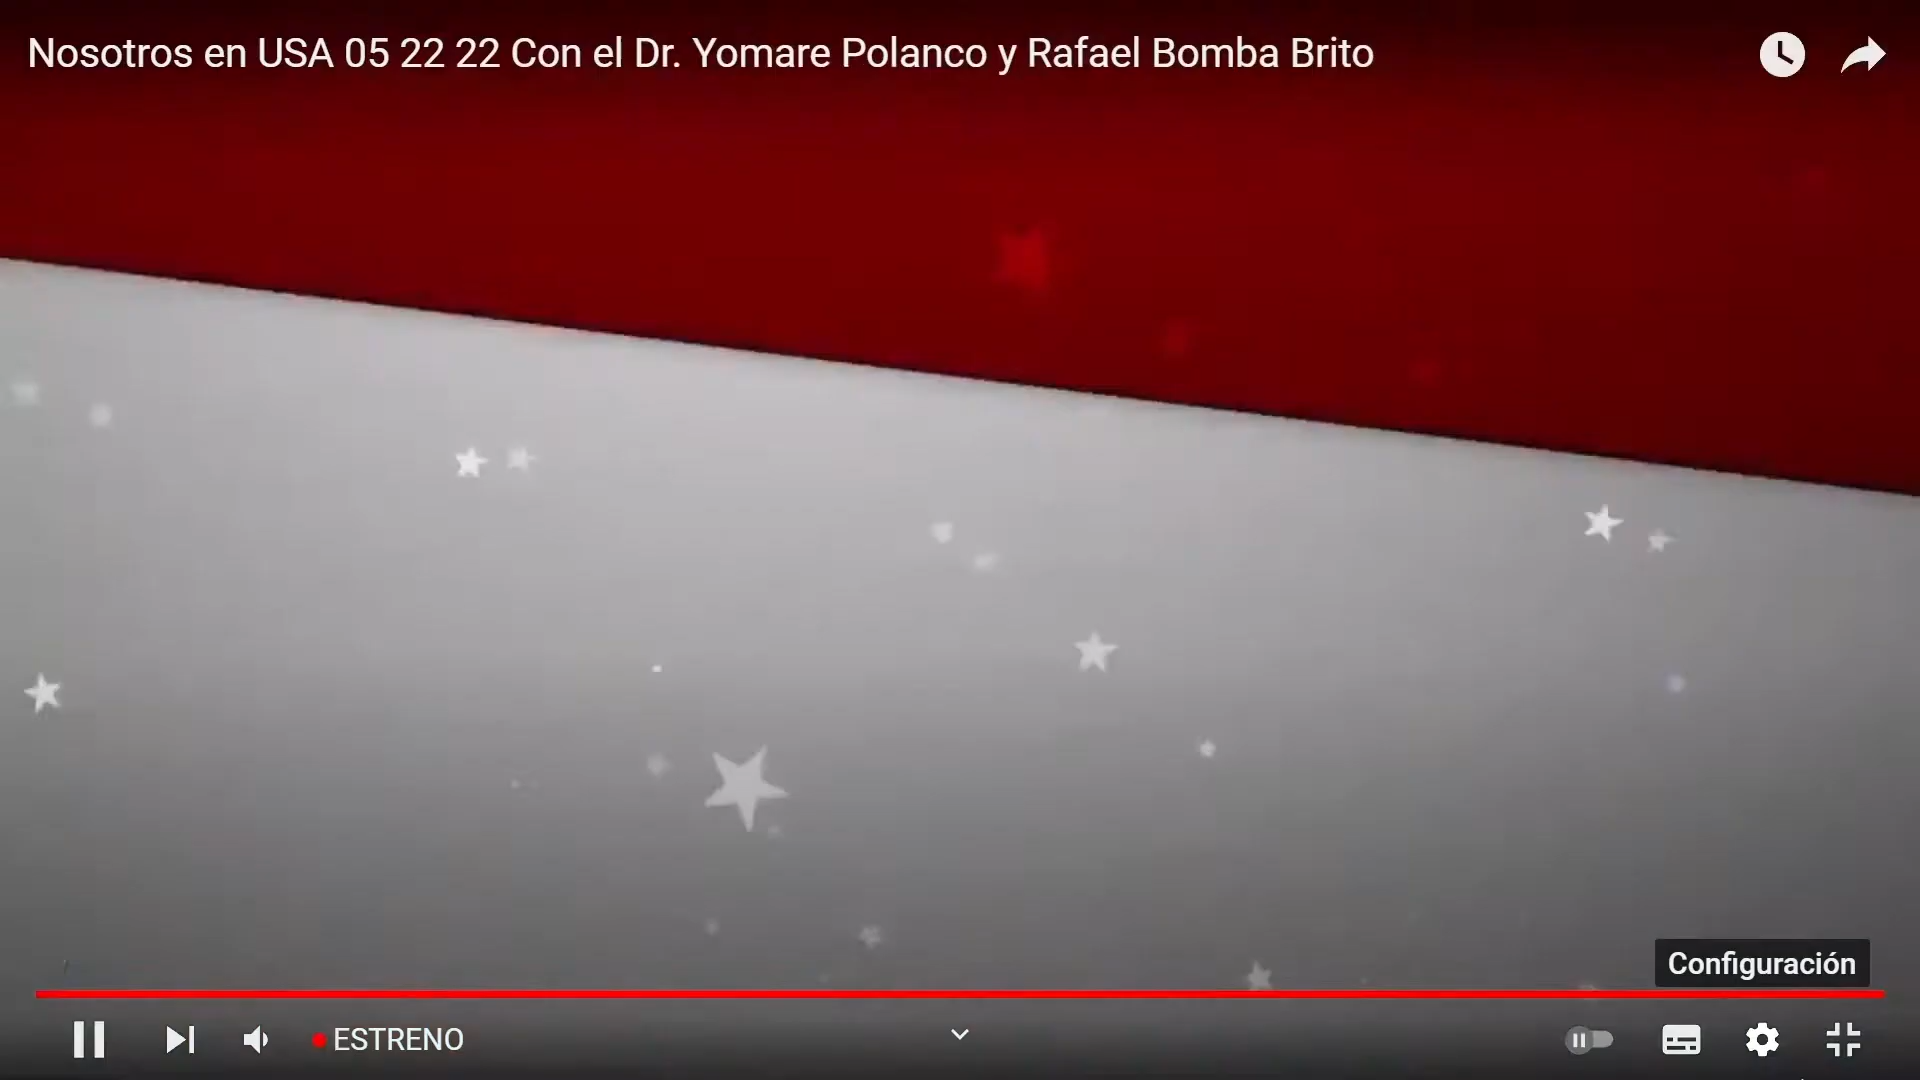 Nosotros en USA 05 22 22 Con el Dr. Yomare Polanco y Rafael Bomba Brito
Configuración
ESTRENO